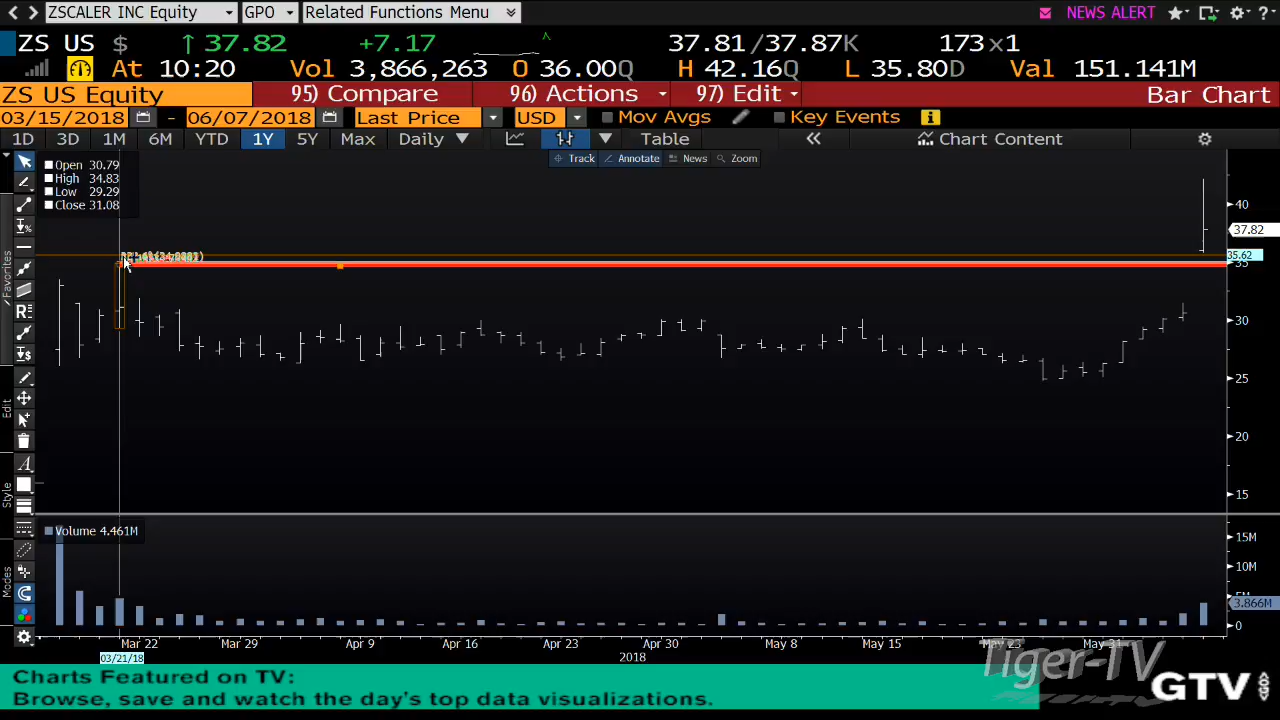 ZSCALER INC Equity GPO Related Functions Menu NEWS ALERT ?
ZS US $ ↑ 37.82 +7.17 37.81/37.87K 173x1
At 10:20 Vol 3,866,263 O 36.00Q H 42.16Q L 35.80D Val 151.141M
ZS US Equity 95) Compare 96) Actions 97) Edit Bar Chart
03/15/2018 - 06/07/2018 Last Price USD Mov Avgs Key Events i
1D 3D 1M 6M YTD 1Y 5Y Max Daily ▼ Table « Chart Content
Track Annotate News Zoom
Open 30.79
High 34.83
Low 29.29
Close 31.08
40
37.82
35.62
35
30
25
20
15
Favorites
Edit
Style
Modes
Volume 4.461M
15M
10M
5M
3.866M
0
Mar 22 Mar 29 Apr 9 Apr 16 Apr 23 Apr 30 May 8 May 15 May 23 May 31
03/21/18 2018
Tiger-TV
Charts Featured on TV:
Browse, save and watch the day's top data visualizations.
GTV